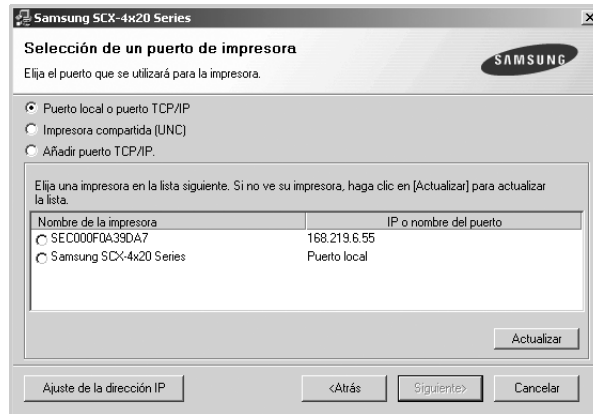 Samsung SCX-4x20 Series
Selección de un puerto de impresora
Elija el puerto que se utilizará para la impresora.
SAMSUNG
Puerto local o puerto TCP/IP
Impresora compartida (UNC)
Añadir puerto TCP/IP.
Elija una impresora en la lista siguiente. Si no ve su impresora, haga clic en [Actualizar] para actualizar
la lista.
Nombre de la impresora IP o nombre del puerto
SEC000F0A39DA7 168.219.6.55
Samsung SCX-4x20 Series Puerto local
Actualizar
Ajuste de la dirección IP <Atrás Siguiente> Cancelar